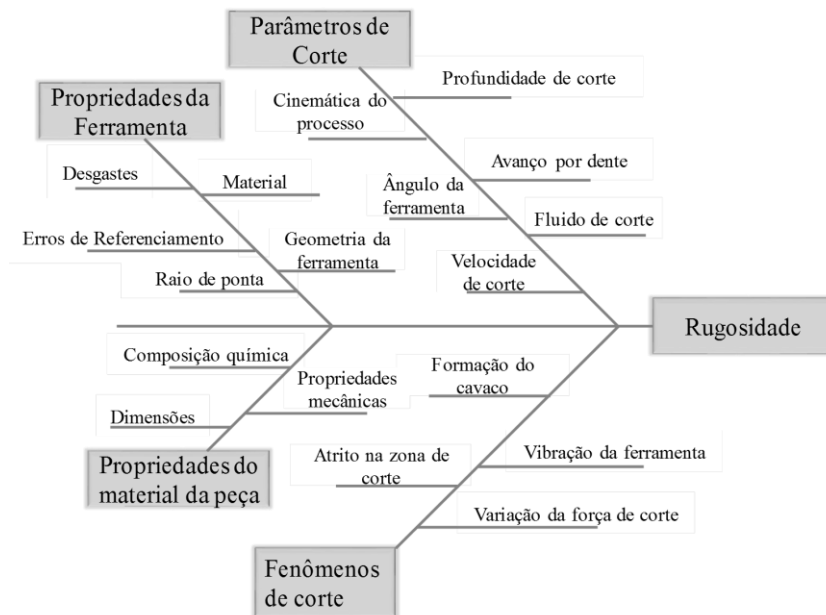 Parâmetros de
Corte
Profundidade de corte
Propriedades da
Ferramenta
Cinemática do
processo
Desgastes
Material
Avanço por dente
Ângulo da
ferramenta
Erros de Referenciamento
Geometria da
ferramenta
Fluido de corte
Raio de ponta
Velocidade
de corte
Rugosidade
Composição química
Formação do
cavaco
Propriedades
mecânicas
Dimensões
Atrito na zona de
corte
Vibração da ferramenta
Propriedades do
material da peça
Variação da força de corte
Fenômenos
de corte